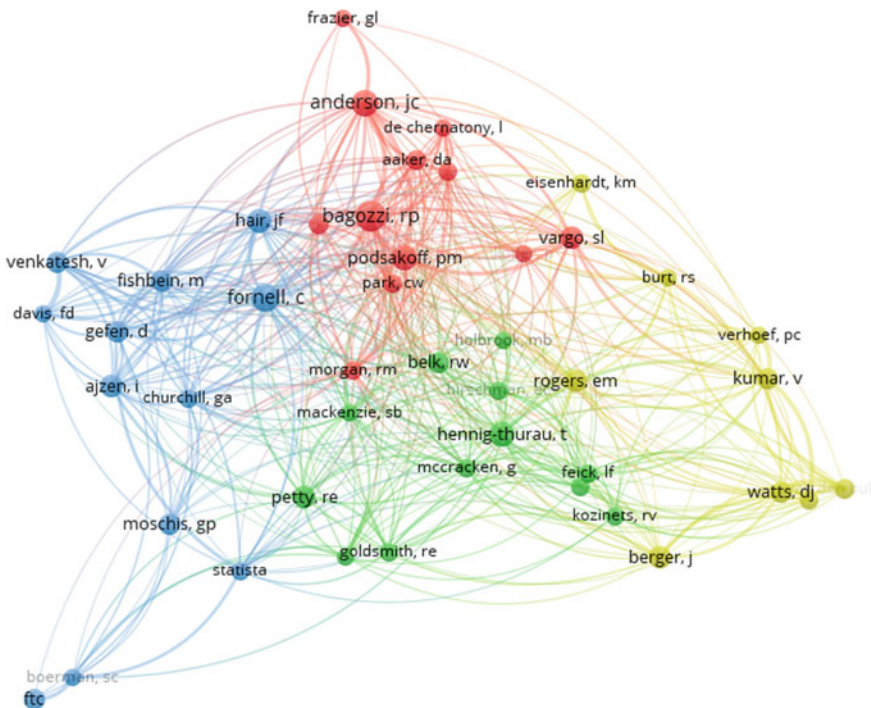 frazier, gl
anderson, jc
de chernatony, l
aaker, da
eisenhardt, km
bagozzi, rp
hair, jf
vargo, sl
venkatesh, v
podsakoff, pm
fishbein, m
park, cw
burt, rs
fornell, c
davis, fd
gefen, d
holbrook, mb
verhoef, pc
belk, rw
morgan, rm
rogers, em
kumar, v
ajzen, i
churchill, ga
mackenzie, sb
hennig-thurau, t
mccracken, g
feick, lf
petty, re
watts, dj
kozinets, rv
moschis, gp
goldsmith, re
berger, j
statista
boerman, sc
ftc